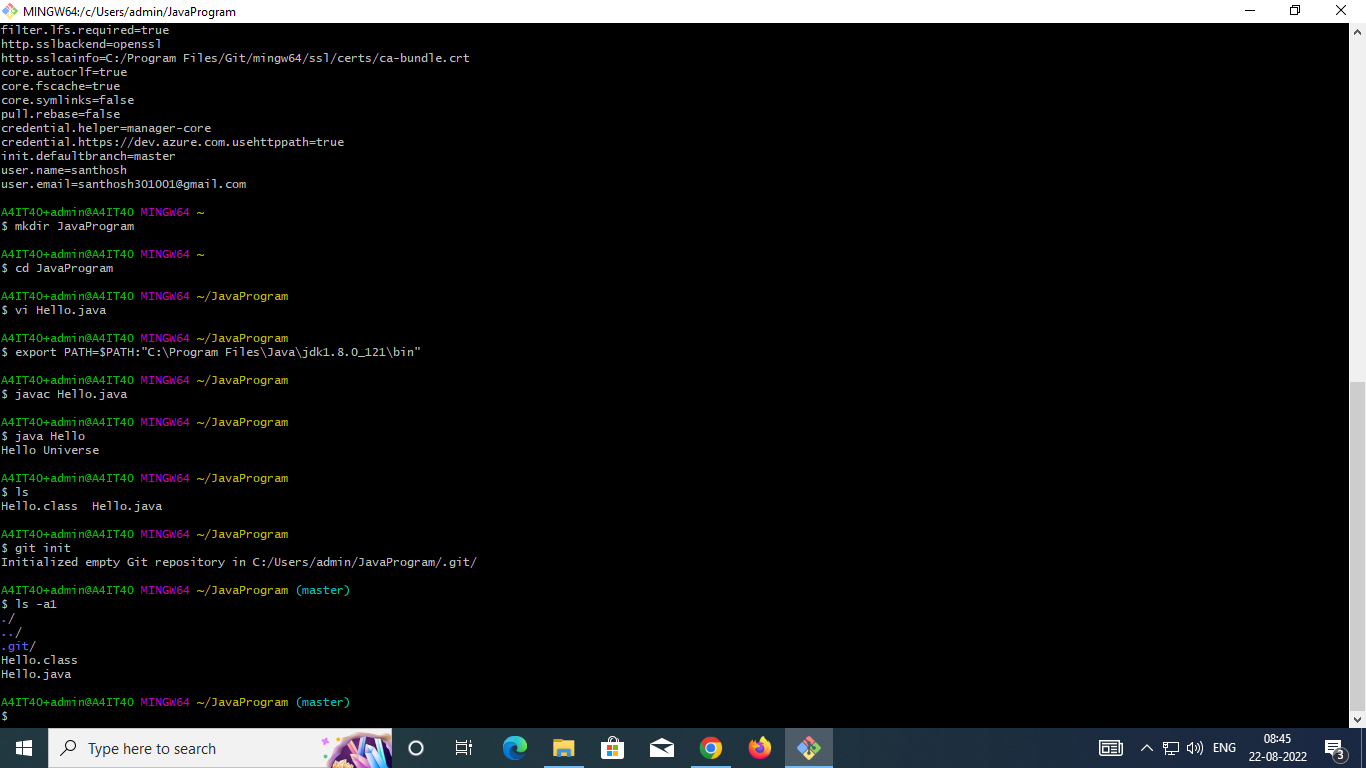 MINGW64:/c/Users/admin/JavaProgram
filter.lfs.required=true
http.sslbackend=openssl
http.sslcainfo=C:/Program Files/Git/mingw64/ssl/certs/ca-bundle.crt
core.autocrlf=true
core.fscache=true
core.symlinks=false
pull.rebase=false
credential.helper=manager-core
credential.https://dev.azure.com.usehttppath=true
init.defaultbranch=master
user.name=santhosh
user.email=santhosh301001@gmail.com
A4IT40+admin@A4IT40 MINGW64 ~
$ mkdir JavaProgram
A4IT40+admin@A4IT40 MINGW64 ~
$ cd JavaProgram
A4IT40+admin@A4IT40 MINGW64 ~/JavaProgram
$ vi Hello.java
A4IT40+admin@A4IT40 MINGW64 ~/JavaProgram
$ export PATH=$PATH:"C:\Program Files\Java\jdk1.8.0_121\bin"
A4IT40+admin@A4IT40 MINGW64 ~/JavaProgram
$ javac Hello.java
A4IT40+admin@A4IT40 MINGW64 ~/JavaProgram
$ java Hello
Hello Universe
A4IT40+admin@A4IT40 MINGW64 ~/JavaProgram
$ ls
Hello.class  Hello.java
A4IT40+admin@A4IT40 MINGW64 ~/JavaProgram
$ git init
Initialized empty Git repository in C:/Users/admin/JavaProgram/.git/
A4IT40+admin@A4IT40 MINGW64 ~/JavaProgram (master)
$ ls -a1
./
../
.git/
Hello.class
Hello.java
A4IT40+admin@A4IT40 MINGW64 ~/JavaProgram (master)
$
Type here to search
ENG
08:45
22-08-2022
3